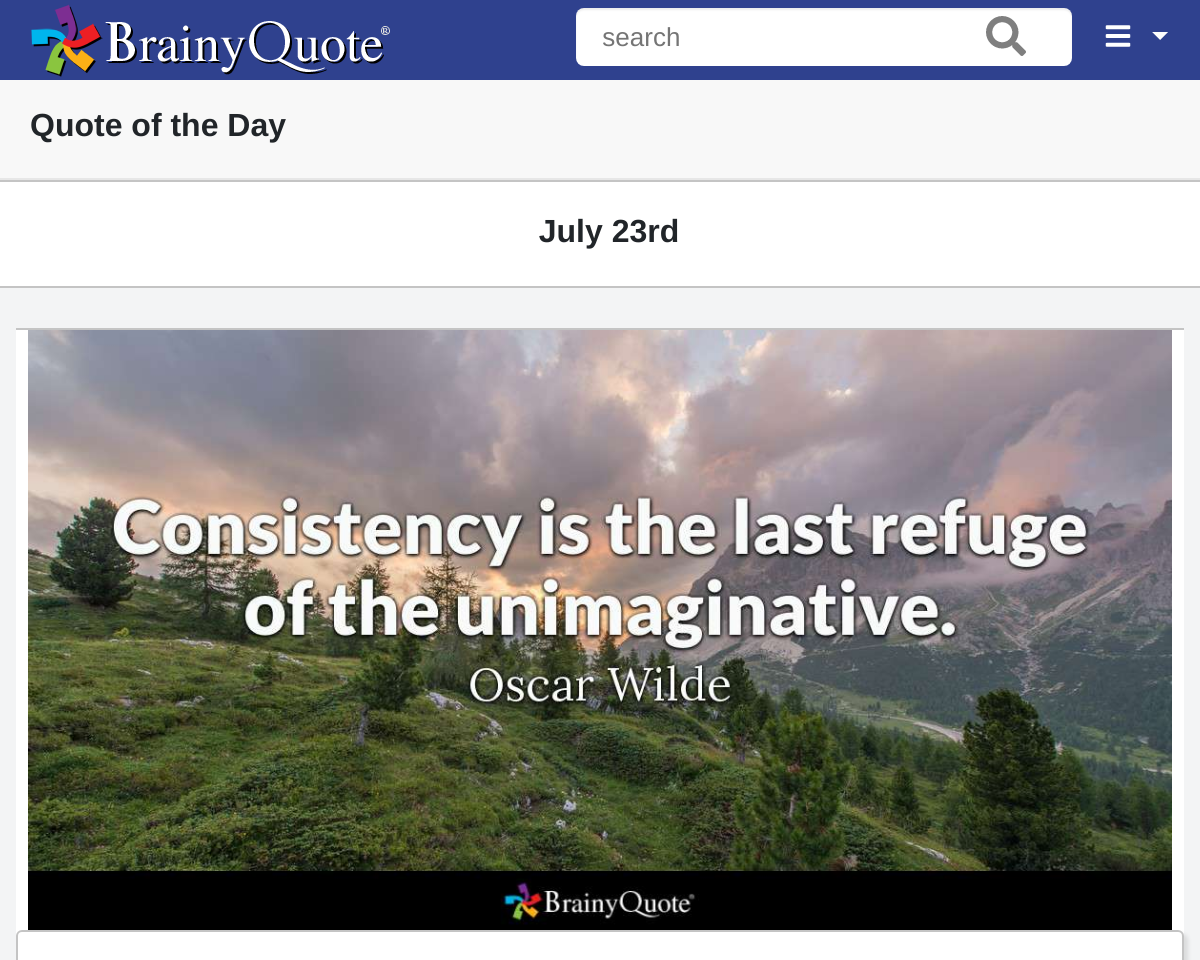 BrainyQuote®
search
Quote of the Day
July 23rd
Consistency is the last refuge
of the unimaginative.
Oscar Wilde
BrainyQuote®